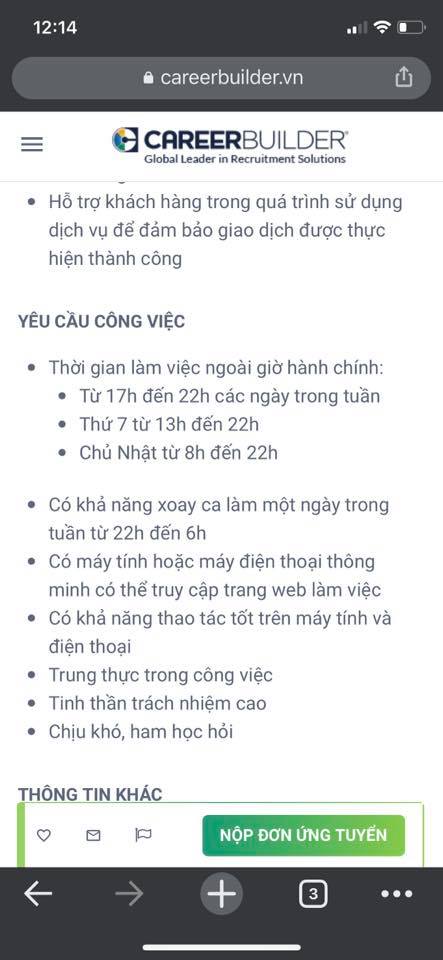 12:14
careerbuilder.vn
CAREERBUILDER®
Global Leader in Recruitment Solutions
Hỗ trợ khách hàng trong quá trình sử dụng
dịch vụ để đảm bảo giao dịch được thực
hiện thành công
YÊU CẦU CÔNG VIỆC
Thời gian làm việc ngoài giờ hành chính:
Từ 17h đến 22h các ngày trong tuần
Thứ 7 từ 13h đến 22h
Chủ Nhật từ 8h đến 22h
Có khả năng xoay ca làm một ngày trong
tuần từ 22h đến 6h
Có máy tính hoặc máy điện thoại thông
minh có thể truy cập trang web làm việc
Có khả năng thao tác tốt trên máy tính và
điện thoại
Trung thực trong công việc
Tinh thần trách nhiệm cao
Chịu khó, ham học hỏi
THÔNG TIN KHÁC
NỘP ĐƠN ỨNG TUYỂN
3